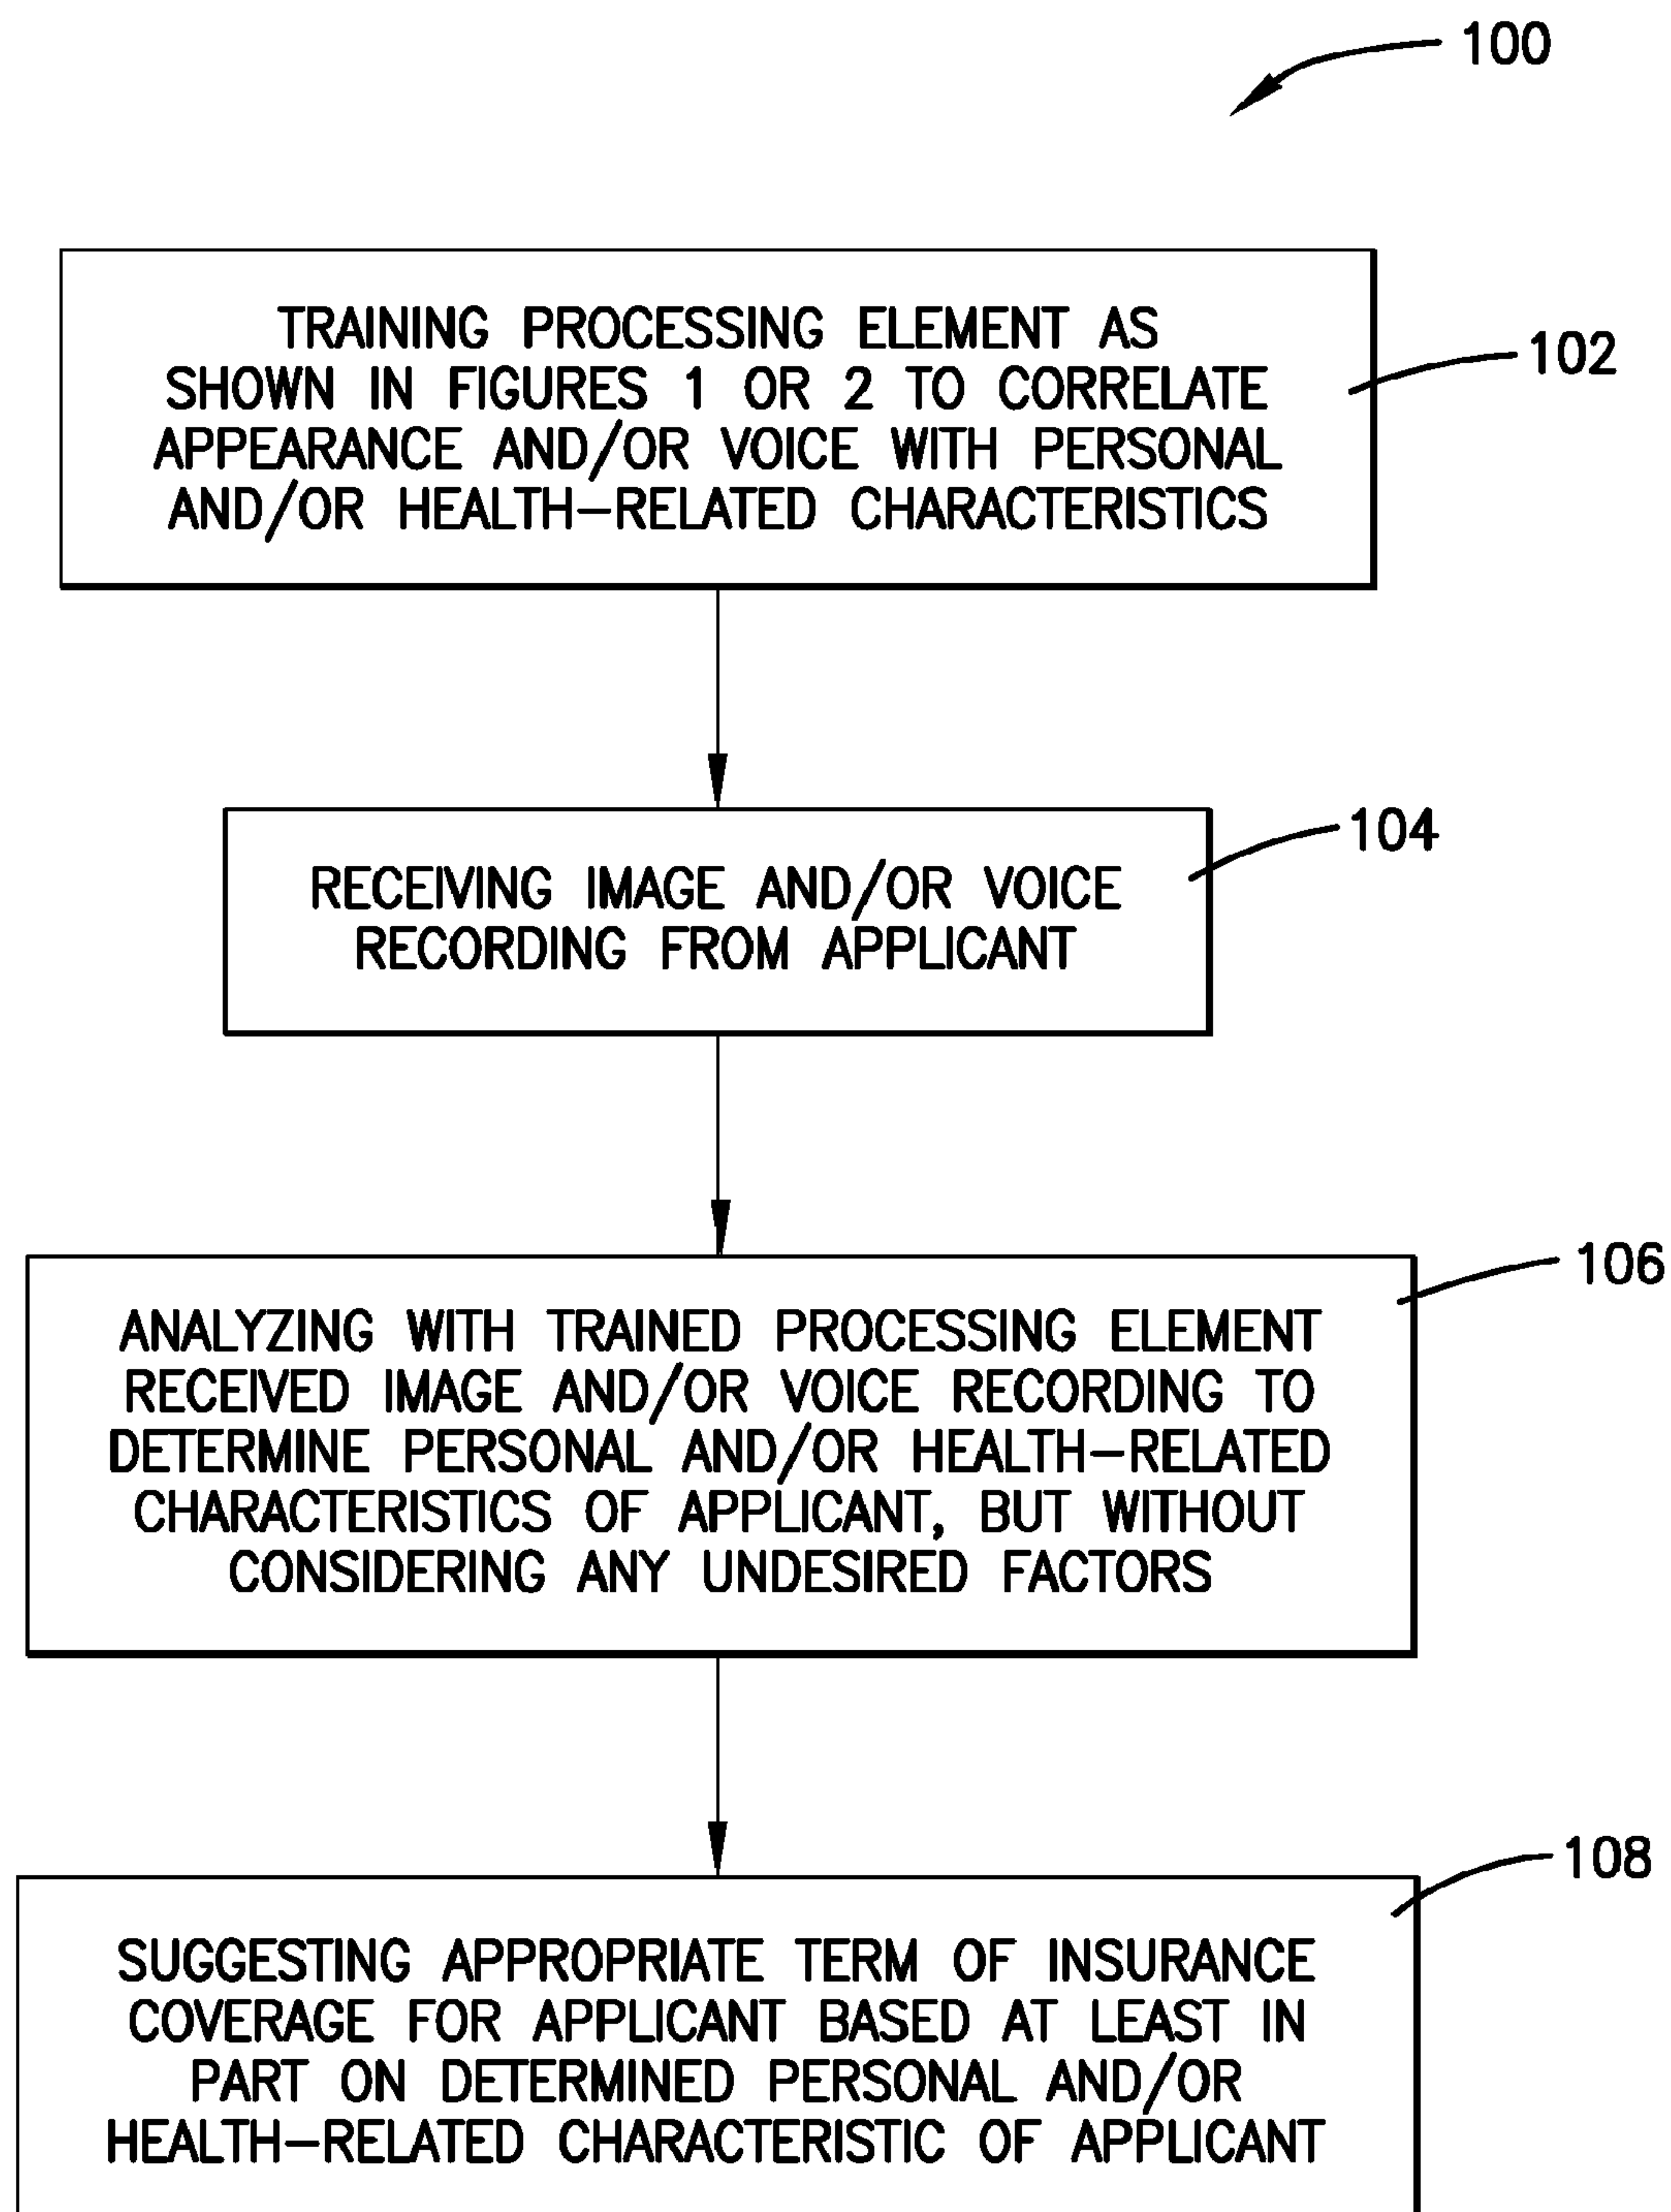 100
TRAINING PROCESSING ELEMENT AS
SHOWN IN FIGURES 1 OR 2 TO CORRELATE
APPEARANCE AND/OR VOICE WITH PERSONAL
AND/OR HEALTH-RELATED CHARACTERISTICS
102
RECEIVING IMAGE AND/OR VOICE
RECORDING FROM APPLICANT
104
ANALYZING WITH TRAINED PROCESSING ELEMENT
RECEIVED IMAGE AND/OR VOICE RECORDING TO
DETERMINE PERSONAL AND/OR HEALTH-RELATED
CHARACTERISTICS OF APPLICANT, BUT WITHOUT
CONSIDERING ANY UNDESIRED FACTORS
106
SUGGESTING APPROPRIATE TERM OF INSURANCE
COVERAGE FOR APPLICANT BASED AT LEAST IN
PART ON DETERMINED PERSONAL AND/OR
HEALTH-RELATED CHARACTERISTIC OF APPLICANT
108